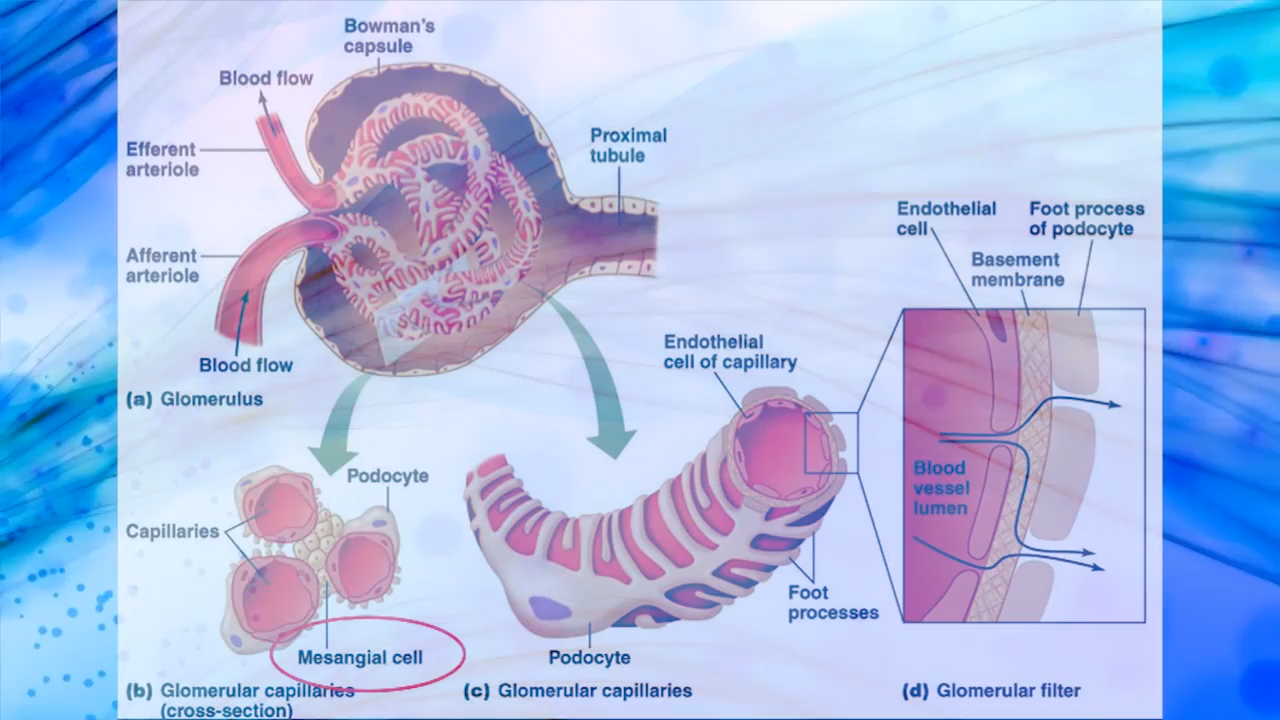 Bowman's
capsule
Blood flow
Efferent
arteriole
Proximal
tubule
Afferent
arteriole
Blood flow
(a) Glomerulus
Endothelial
cell
Foot process
of podocyte
Basement
membrane
Endothelial
cell of capillary
Podocyte
Capillaries
Blood
vessel
lumen
Foot
processes
Mesangial cell
Podocyte
(b) Glomerular capillaries
(cross-section)
(c) Glomerular capillaries
(d) Glomerular filter